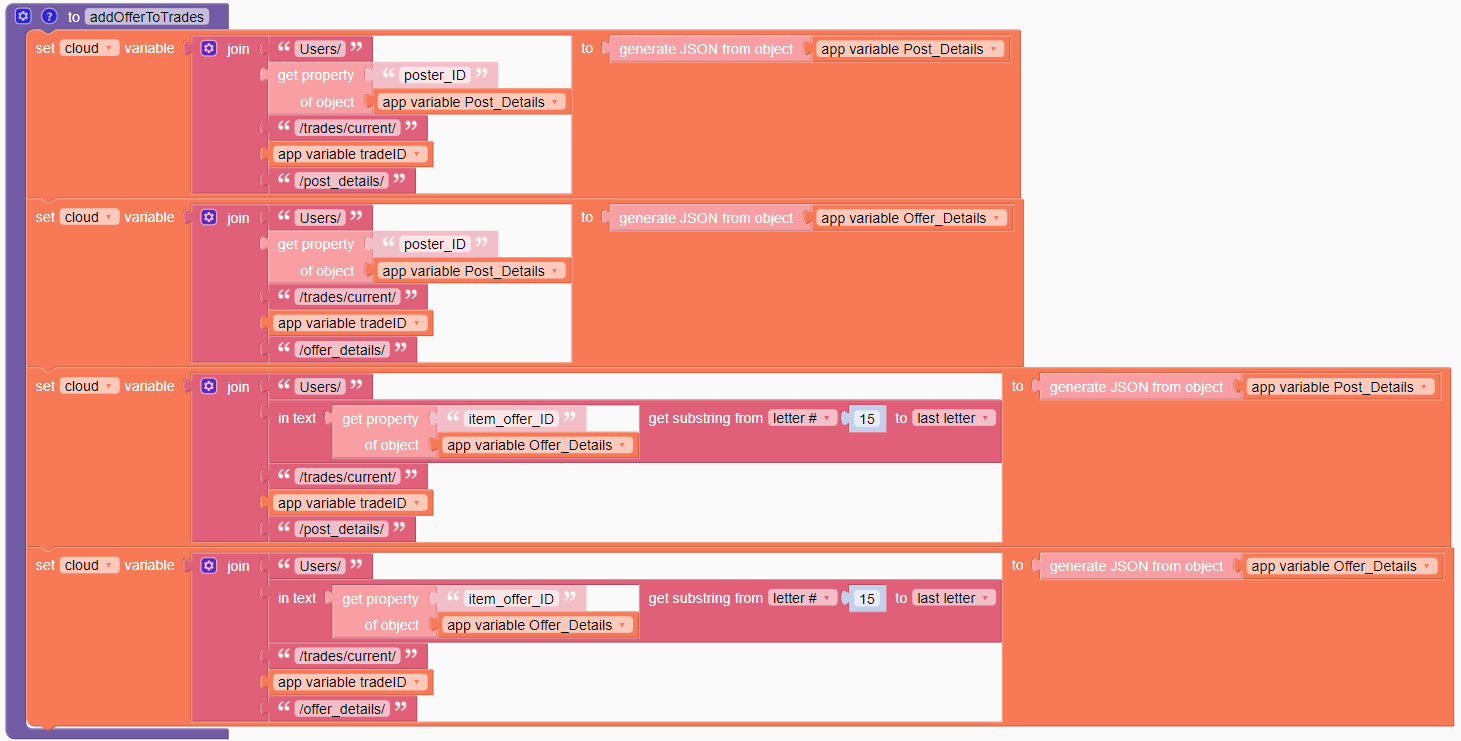 ? to addOfferToTrades
set cloud variable join “ Users/ ” to generate JSON from object app variable Post_Details
get property “ poster_ID ”
of object app variable Post_Details
“ /trades/current/ ”
app variable tradeID
“ /post_details/ ”
set cloud variable join “ Users/ ” to generate JSON from object app variable Offer_Details
get property “ poster_ID ”
of object app variable Post_Details
“ /trades/current/ ”
app variable tradeID
“ /offer_details/ ”
set cloud variable join “ Users/ ” to generate JSON from object app variable Post_Details
in text get property “ item_offer_ID ” get substring from letter # 15 to last letter
of object app variable Offer_Details
“ /trades/current/ ”
app variable tradeID
“ /post_details/ ”
set cloud variable join “ Users/ ” to generate JSON from object app variable Offer_Details
in text get property “ item_offer_ID ” get substring from letter # 15 to last letter
of object app variable Offer_Details
“ /trades/current/ ”
app variable tradeID
“ /offer_details/ ”